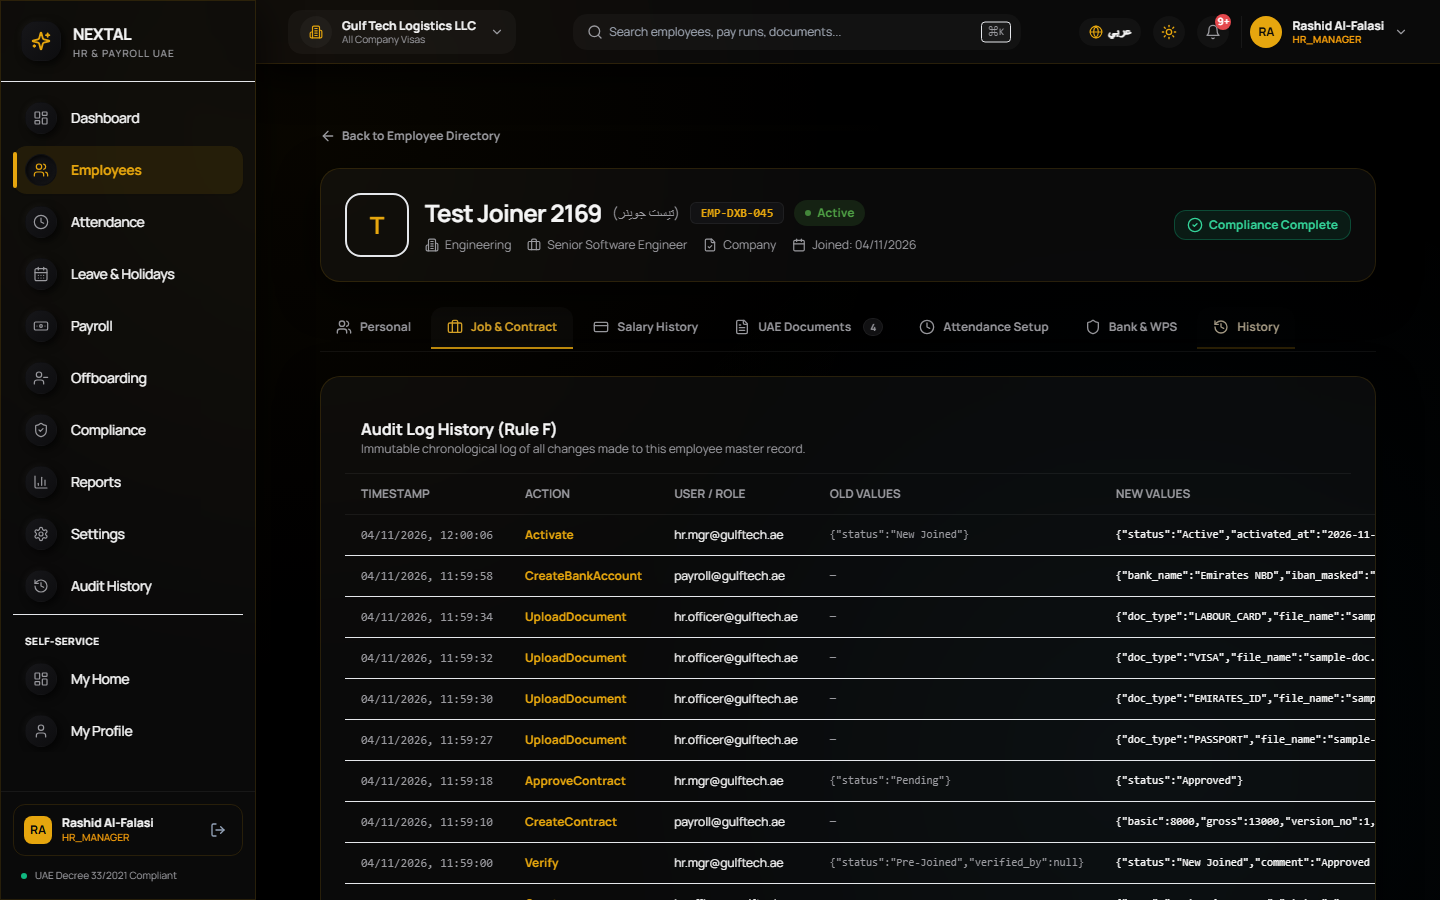 NEXTAL
HR & PAYROLL UAE
Gulf Tech Logistics LLC
All Company Visas
Search employees, pay runs, documents...
⌘K
عربي
9+
RA
Rashid Al-Falasi
HR_MANAGER
Dashboard
Employees
Attendance
Leave & Holidays
Payroll
Offboarding
Compliance
Reports
Settings
Audit History
SELF-SERVICE
My Home
My Profile
RA
Rashid Al-Falasi
HR_MANAGER
UAE Decree 33/2021 Compliant
Back to Employee Directory
T
Test Joiner 2169 (تيست جوينر) EMP-DXB-045 Active
Engineering Senior Software Engineer Company Joined: 04/11/2026
Compliance Complete
Personal Job & Contract Salary History UAE Documents 4 Attendance Setup Bank & WPS History
Audit Log History (Rule F)
Immutable chronological log of all changes made to this employee master record.
TIMESTAMP ACTION USER / ROLE OLD VALUES NEW VALUES
04/11/2026, 12:00:06 Activate hr.mgr@gulftech.ae {"status":"New Joined"} {"status":"Active","activated_at":"2026-11-
04/11/2026, 11:59:58 CreateBankAccount payroll@gulftech.ae — {"bank_name":"Emirates NBD","iban_masked":"
04/11/2026, 11:59:34 UploadDocument hr.officer@gulftech.ae — {"doc_type":"LABOUR_CARD","file_name":"samp
04/11/2026, 11:59:32 UploadDocument hr.officer@gulftech.ae — {"doc_type":"VISA","file_name":"sample-doc.
04/11/2026, 11:59:30 UploadDocument hr.officer@gulftech.ae — {"doc_type":"EMIRATES_ID","file_name":"samp
04/11/2026, 11:59:27 UploadDocument hr.officer@gulftech.ae — {"doc_type":"PASSPORT","file_name":"sample-
04/11/2026, 11:59:18 ApproveContract hr.mgr@gulftech.ae {"status":"Pending"} {"status":"Approved"}
04/11/2026, 11:59:10 CreateContract payroll@gulftech.ae — {"basic":8000,"gross":13000,"version_no":1,
04/11/2026, 11:59:00 Verify hr.mgr@gulftech.ae {"status":"Pre-Joined","verified_by":null} {"status":"New Joined","comment":"Approved